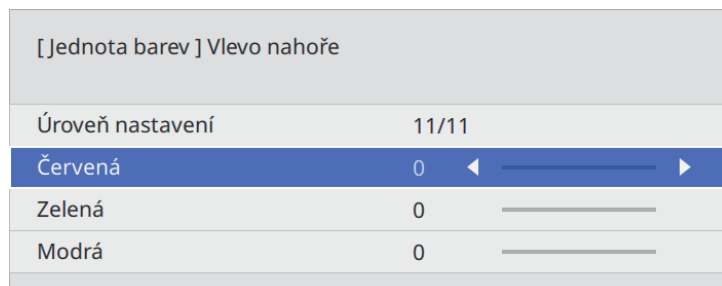 [ Jednota barev ] Vlevo nahoře
Úroveň nastavení 11/11
Červená 0
Zelená 0
Modrá 0